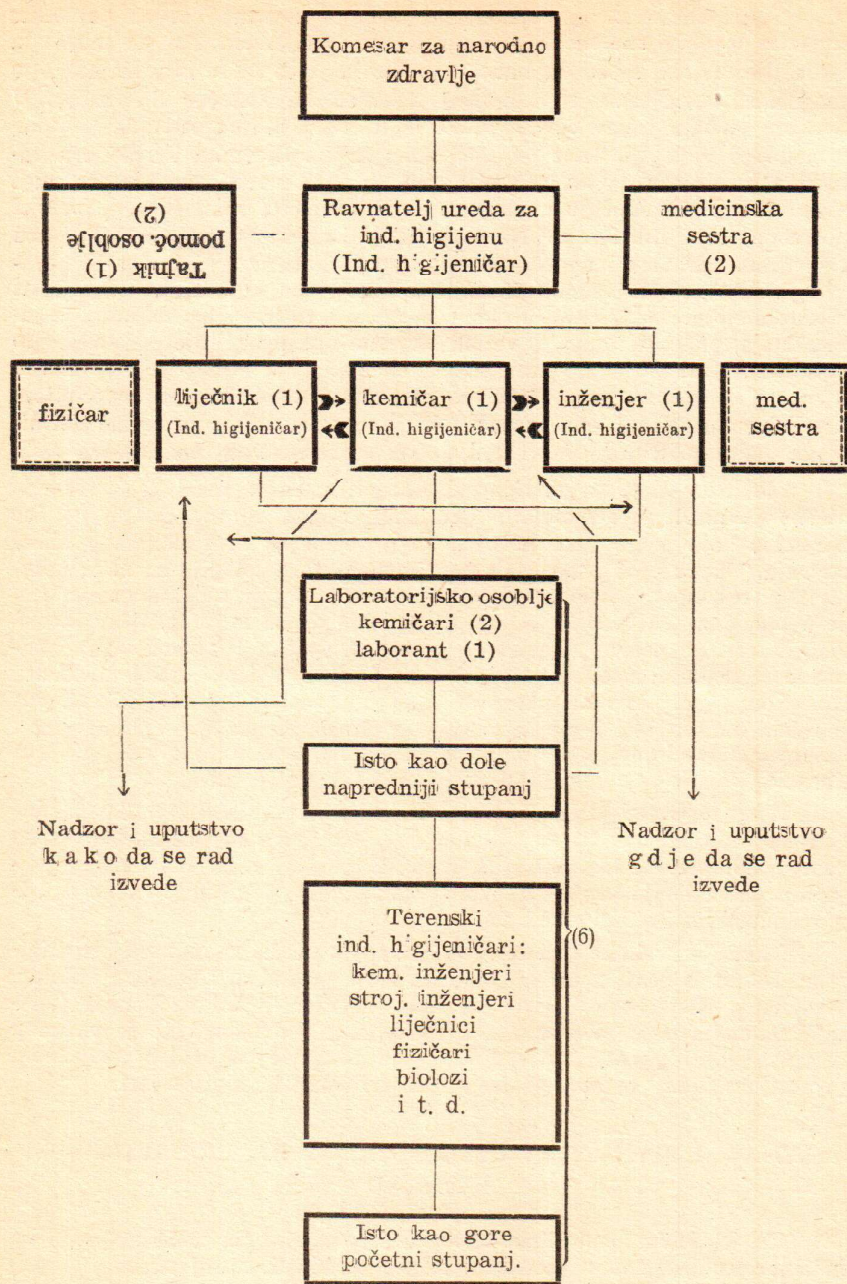 Komesar za narodno
zdravlje
Tajnik (1)
pomoć. osoblje
(2)
Ravnatelj ureda za
ind. higijenu
(Ind. higijeničar)
medicinska
sestra
(2)
fizičar
liječnik (1)
(Ind. higijeničar)
kemičar (1)
(Ind. higijeničar)
inženjer (1)
(Ind. higijeničar)
med.
sestra
Laboratorijsko osoblje
kemičari (2)
laborant (1)
Isto kao dole
napredniji stupanj
Nadzor i uputstvo
kako da se rad
izvede
Nadzor i uputstvo
gdje da se rad
izvede
Terenski
ind. higijeničari:
kem. inženjeri
stroj. inženjeri
liječnici
fizičari
biolozi
i t. d.
(6)
Isto kao gore
početni stupanj.